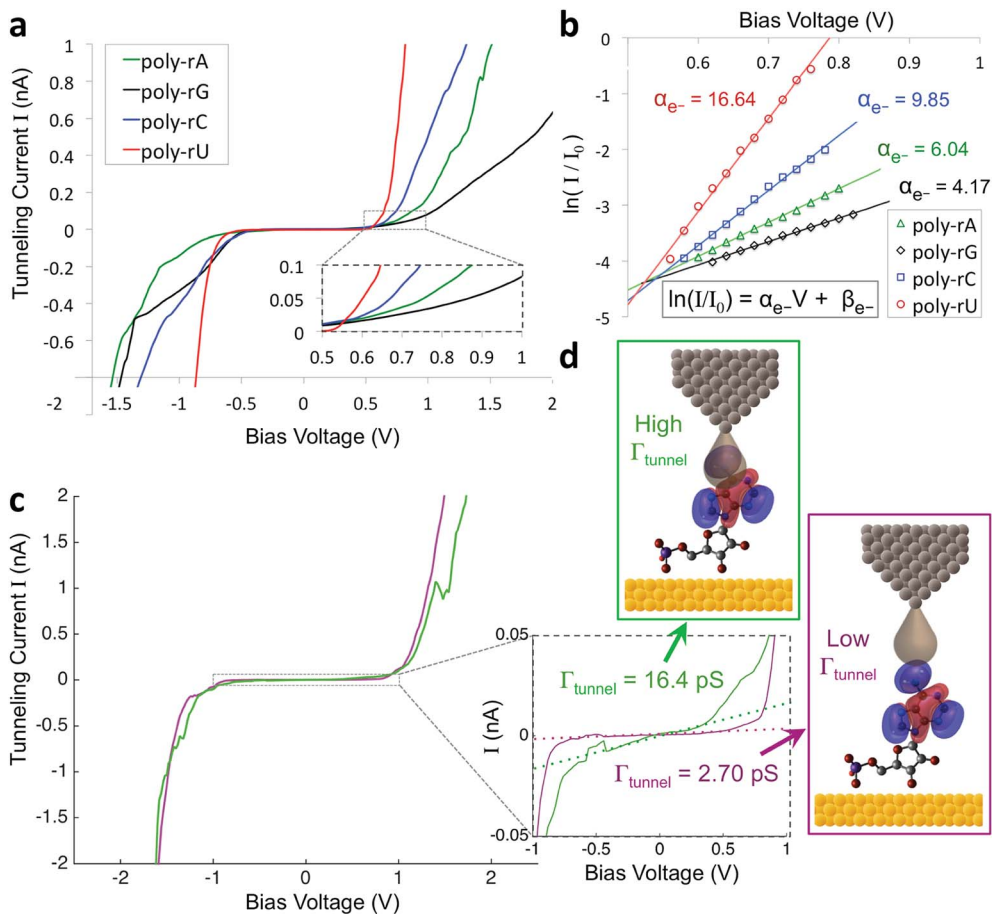 a
Tunneling Current I (nA)
1
0.8
0.6
0.4
0.2
0
-0.2
-0.4
-0.6
poly-rA
poly-rG
poly-rC
poly-rU
0.1
0.05
0
0.5 0.6 0.7 0.8 0.9 1
-2 -1.5 -1 -0.5 0 0.5 1 1.5 2
Bias Voltage (V)
b
Bias Voltage (V)
0.6 0.7 0.8 0.9 1
ln( I / I₀ )
0
-1
-2
-3
-4
-5
αe− = 16.64
αe− = 9.85
αe− = 6.04
αe− = 4.17
poly-rA
poly-rG
poly-rC
poly-rU
ln(I/I₀) = αe−V + βe−
c
Tunneling Current I (nA)
2
1.5
1
0.5
0
-0.5
-1
-1.5
-2
-2 -1 0 1 2
Bias Voltage (V)
I (nA)
0.05
0
-0.05
Γtunnel = 16.4 pS
Γtunnel = 2.70 pS
-1 -0.5 0 0.5 1
Bias Voltage (V)
d
High
Γtunnel
Low
Γtunnel